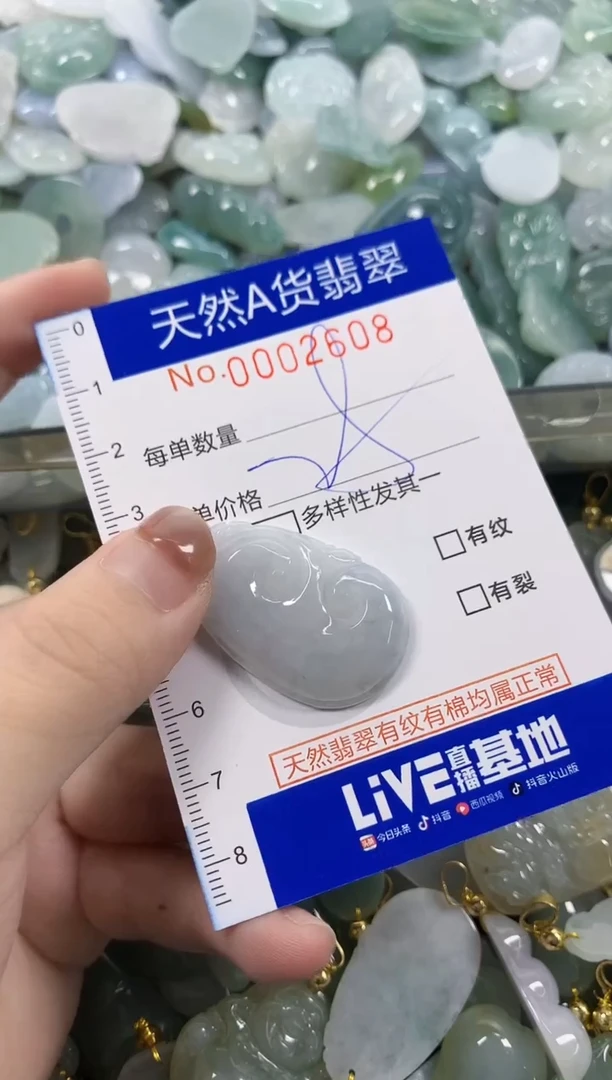 天然A货翡翠
No.0002608
每单数量
单价格
多样性发其一
有纹
有裂
天然翡翠有纹有棉均属正常
LiVE直播基地
今日头条 抖音 西瓜视频 抖音火山版
0
1
2
3
6
7
8